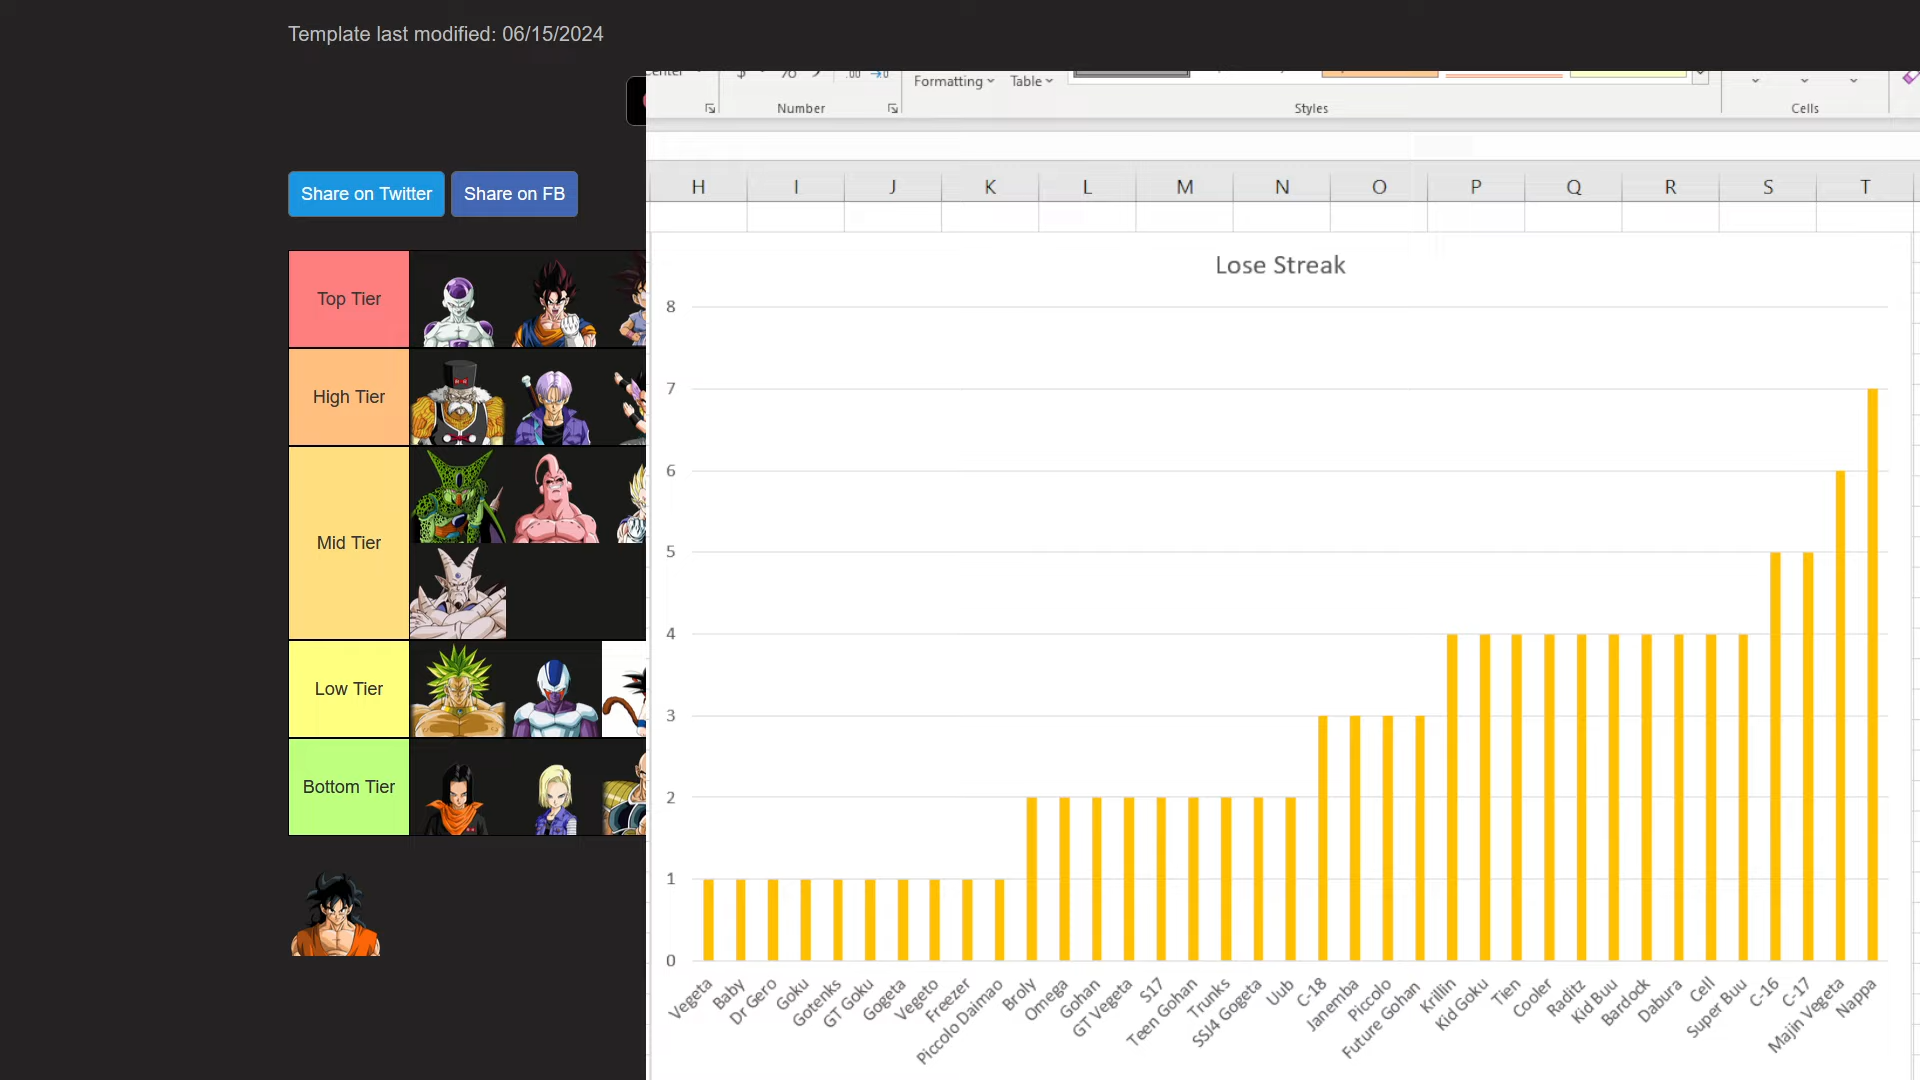 Template last modified: 06/15/2024
Formatting
Table
Number
Styles
Cells
Share on Twitter
Share on FB
H I J K L M N O P Q R S T
Top Tier
High Tier
Mid Tier
Low Tier
Bottom Tier
Lose Streak
8
7
6
5
4
3
2
1
0
Vegeta
Baby
Dr Gero
Goku
Gotenks
GT Goku
Gogeta
Vegeto
Freezer
Piccolo Daimao
Broly
Omega
Gohan
GT Vegeta
S17
Teen Gohan
Trunks
SSJ4 Gogeta
Uub
C-18
Janemba
Piccolo
Future Gohan
Krillin
Kid Goku
Tien
Cooler
Raditz
Kid Buu
Bardock
Dabura
Cell
Super Buu
C-16
C-17
Majin Vegeta
Nappa